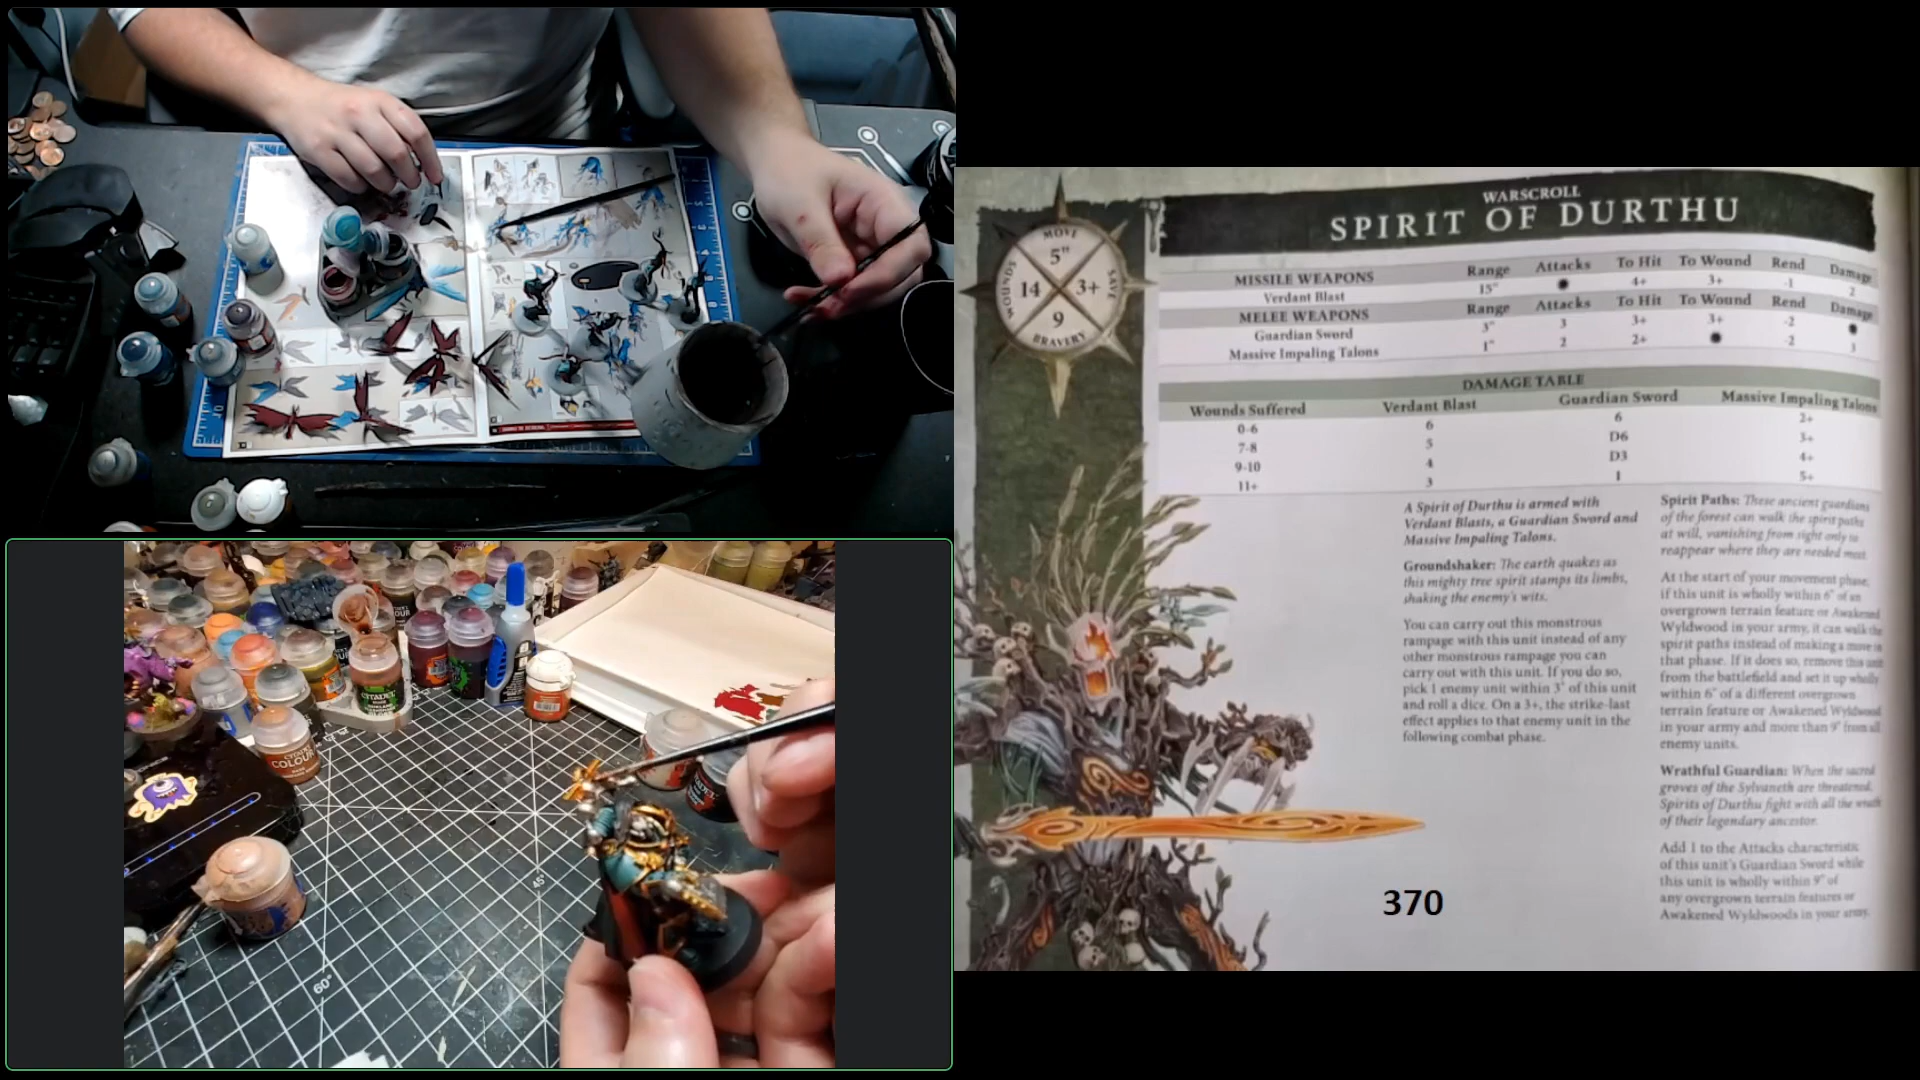 WARSCROLL
SPIRIT OF DURTHU
MOVE
5"
WOUNDS
14
3+
SAVE
9
BRAVERY
MISSILE WEAPONS Range Attacks To Hit To Wound Rend Damage
Verdant Blast 15" ● 4+ 3+ -1 2
MELEE WEAPONS Range Attacks To Hit To Wound Rend Damage
Guardian Sword 3" 3 3+ 3+ -2 ●
Massive Impaling Talons 1" 2 2+ ● -2
DAMAGE TABLE
Wounds Suffered Verdant Blast Guardian Sword Massive Impaling Talons
0-6 6 6 2+
7-8 5 D6 3+
9-10 4 D3 4+
11+ 3 1 5+
A Spirit of Durthu is armed with
Verdant Blasts, a Guardian Sword and
Massive Impaling Talons.
Groundshaker: The earth quakes as
this mighty tree spirit stamps its limbs,
shaking the enemy's wits.
You can carry out this monstrous
rampage with this unit instead of any
other monstrous rampage you can
carry out with this unit. If you do so,
pick 1 enemy unit within 3" of this unit
and roll a dice. On a 3+, the strike-last
effect applies to that enemy unit in the
following combat phase.
Spirit Paths: These ancient guardians
of the forest can walk the spirit paths
at will, vanishing from sight only to
reappear where they are needed most.
At the start of your movement phase,
if this unit is wholly within 6" of an
overgrown terrain feature or Awakened
Wyldwood in your army, it can walk the
spirit paths instead of making a move in
that phase. If it does so, remove this unit
from the battlefield and set it up wholly
within 6" of a different overgrown
terrain feature or Awakened Wyldwood
in your army and more than 9" from all
enemy units.
Wrathful Guardian: When the sacred
groves of the Sylvaneth are threatened,
Spirits of Durthu fight with all the wrath
of their legendary ancestor.
Add 1 to the Attacks characteristic
of this unit's Guardian Sword while
this unit is wholly within 9" of
any overgrown terrain features or
Awakened Wyldwoods in your army.
370
CITADEL
COLOUR
CITADEL
45°
60°